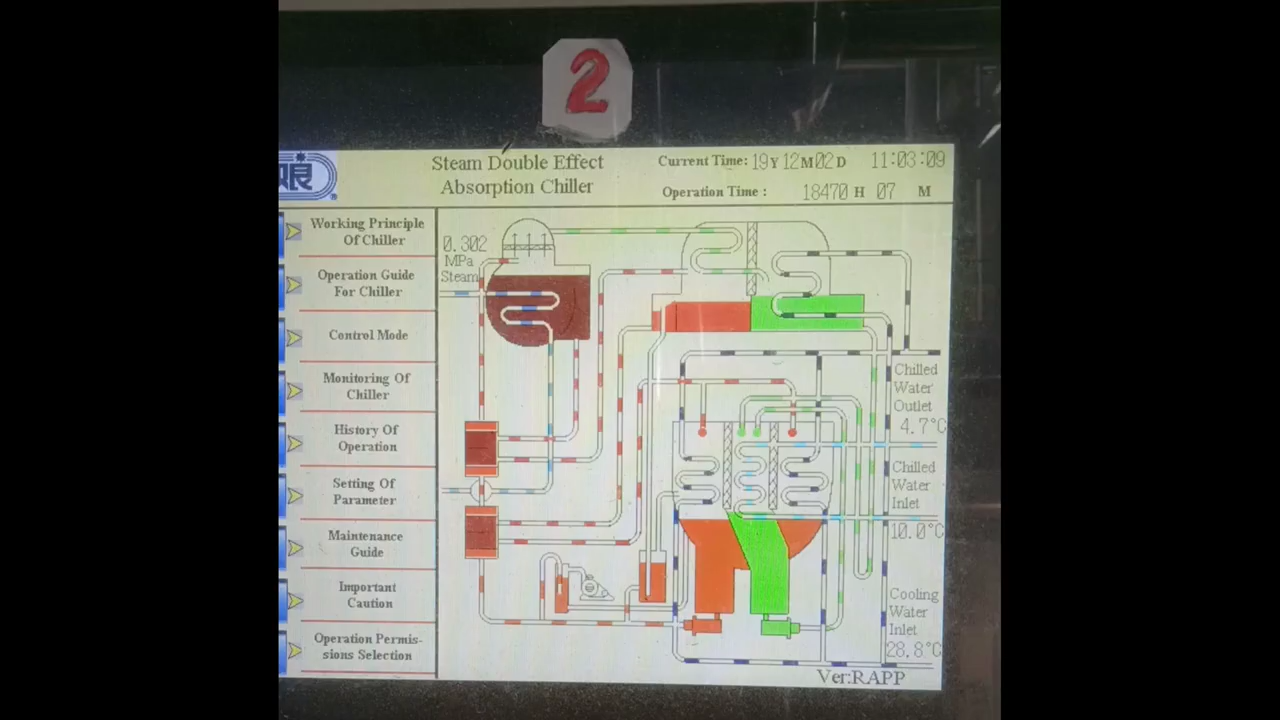 2
Steam Double Effect
Absorption Chiller
Current Time: 19Y 12M02D 11:03:09
Operation Time : 18470 H 07 M
Working Principle
Of Chiller
Operation Guide
For Chiller
Control Mode
Monitoring Of
Chiller
History Of
Operation
Setting Of
Parameter
Maintenance
Guide
Important
Caution
Operation Permis-
sions Selection
0.302
MPa
Steam
Chilled
Water
Outlet
4.7°C
Chilled
Water
Inlet
10.0°C
Cooling
Water
Inlet
28.8°C
Ver:RAPP